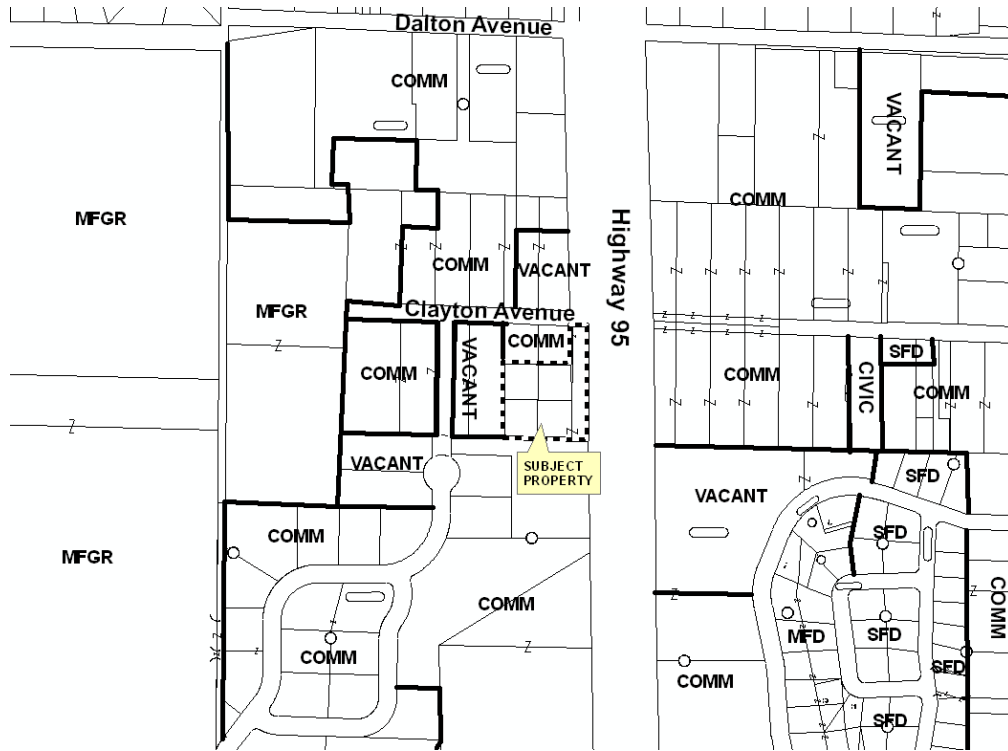 Dalton Avenue
COMM
VACANT
MFGR
COMM
Highway 95
COMM
VACANT
MFGR
Clayton Avenue
COMM
VACANT
COMM
COMM
CIVIC
SFD
COMM
SUBJECT
PROPERTY
VACANT
VACANT
SFD
MFGR
COMM
SFD
COMM
COMM
COMM
MFD
SFD
SFD
COMM
SFD